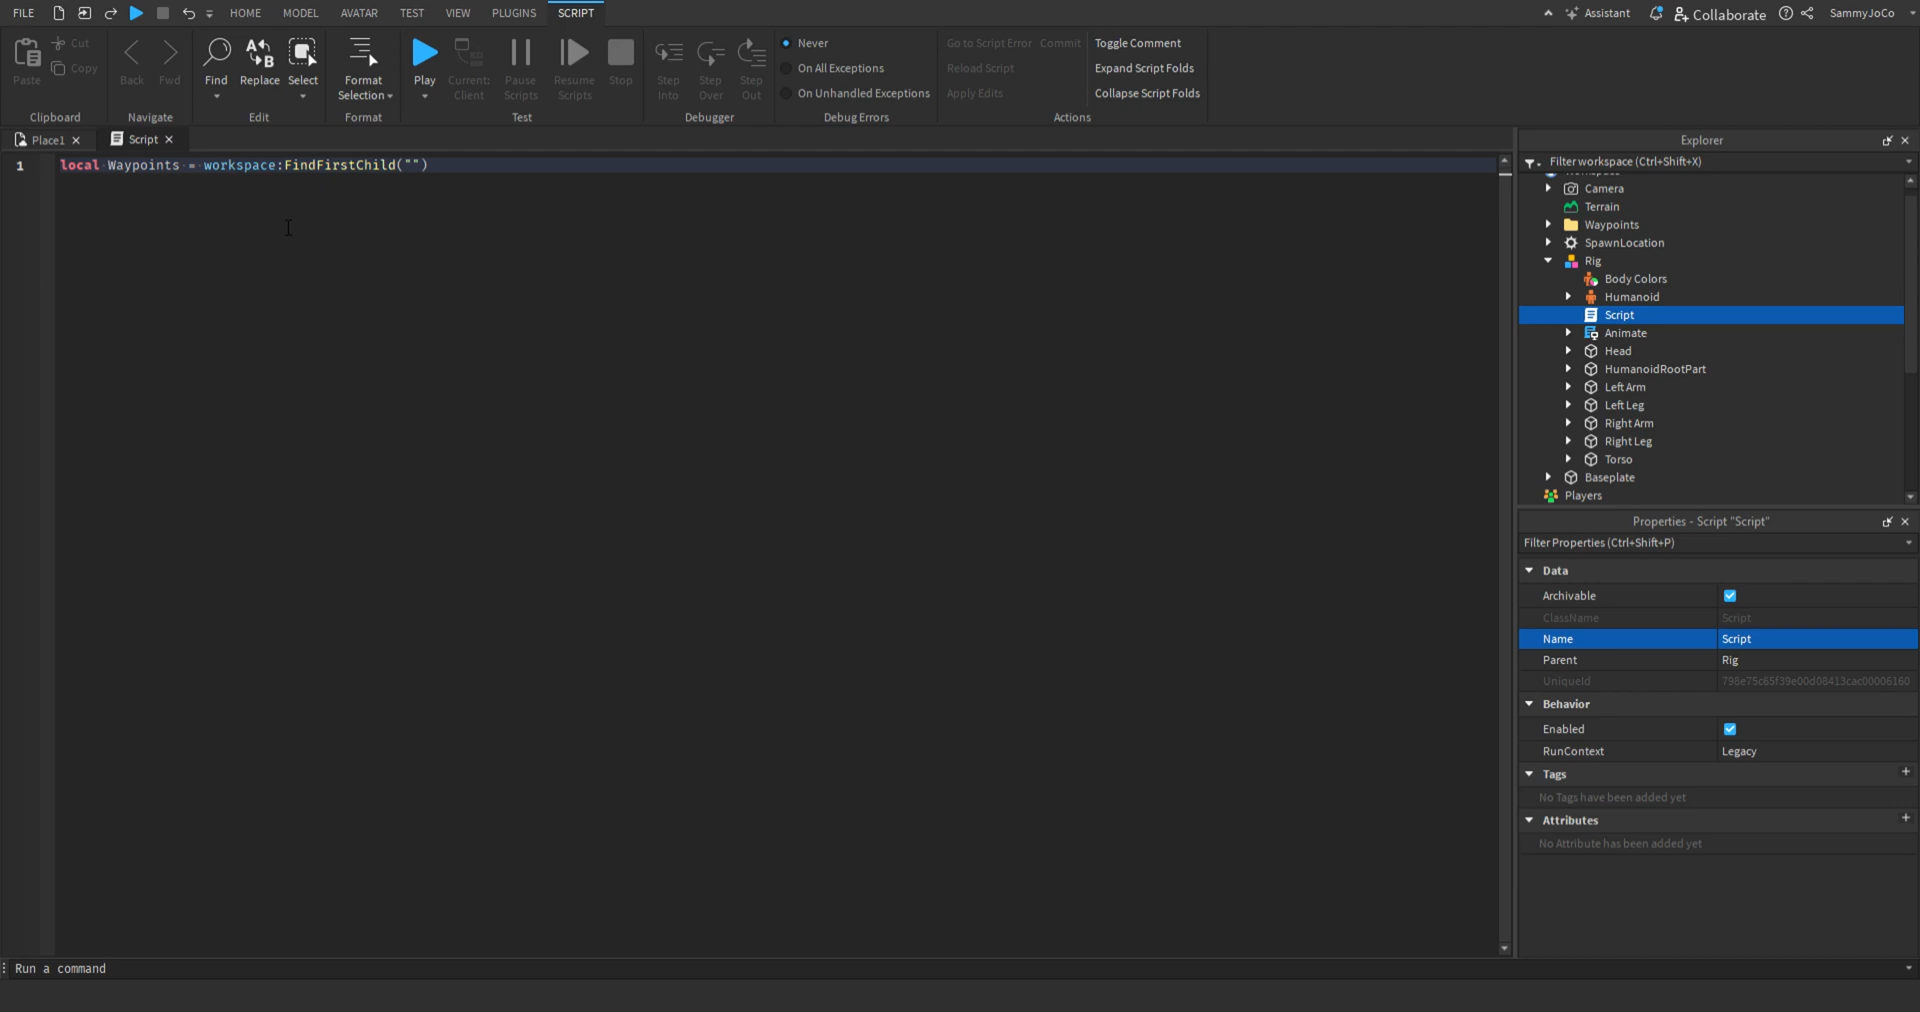 FILE HOME MODEL AVATAR TEST VIEW PLUGINS SCRIPT Assistant Collaborate SammyJoCo
Paste Cut Copy
Clipboard
Back Fwd
Navigate
Find Replace Select
Edit
Format Selection
Format
Play Current: Client Pause Scripts Resume Scripts Stop
Test
Step Into Step Over Step Out
Debugger
Never
On All Exceptions
On Unhandled Exceptions
Debug Errors
Go to Script Error Commit
Reload Script
Apply Edits
Toggle Comment
Expand Script Folds
Collapse Script Folds
Actions
Place1 Script
1 local Waypoints = workspace:FindFirstChild("")
Explorer
Filter workspace (Ctrl+Shift+X)
Workspace
Camera
Terrain
Waypoints
SpawnLocation
Rig
Body Colors
Humanoid
Script
Animate
Head
HumanoidRootPart
Left Arm
Left Leg
Right Arm
Right Leg
Torso
Baseplate
Players
Properties - Script "Script"
Filter Properties (Ctrl+Shift+P)
Data
Archivable
ClassName Script
Name Script
Parent Rig
UniqueId 798e75c65f39e00d08413cac00006160
Behavior
Enabled
RunContext Legacy
Tags +
No Tags have been added yet
Attributes +
No Attribute has been added yet
Run a command